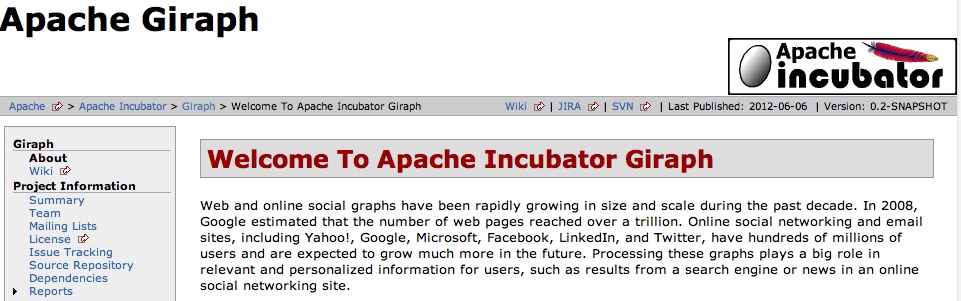 Apache Giraph
Apache
incubator
Apache > Apache Incubator > Giraph > Welcome To Apache Incubator Giraph Wiki | JIRA | SVN | Last Published: 2012-06-06 | Version: 0.2-SNAPSHOT
Giraph
About
Wiki
Project Information
Summary
Team
Mailing Lists
License
Issue Tracking
Source Repository
Dependencies
Reports
Welcome To Apache Incubator Giraph
Web and online social graphs have been rapidly growing in size and scale during the past decade. In 2008,
Google estimated that the number of web pages reached over a trillion. Online social networking and email
sites, including Yahoo!, Google, Microsoft, Facebook, LinkedIn, and Twitter, have hundreds of millions of
users and are expected to grow much more in the future. Processing these graphs plays a big role in
relevant and personalized information for users, such as results from a search engine or news in an online
social networking site.